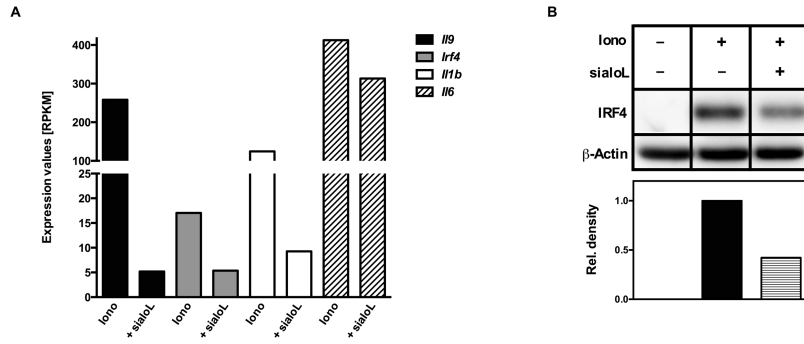 A
Expression values [RPKM]
400
300
200
100
25
20
15
10
5
0
Iono
+ sialoL
Iono
+ sialoL
Iono
+ sialoL
Iono
+ sialoL
Il9
Irf4
Il1b
Il6
B
Iono – + +
sialoL – – +
IRF4
β-Actin
Rel. density
1.0
0.5
0.0